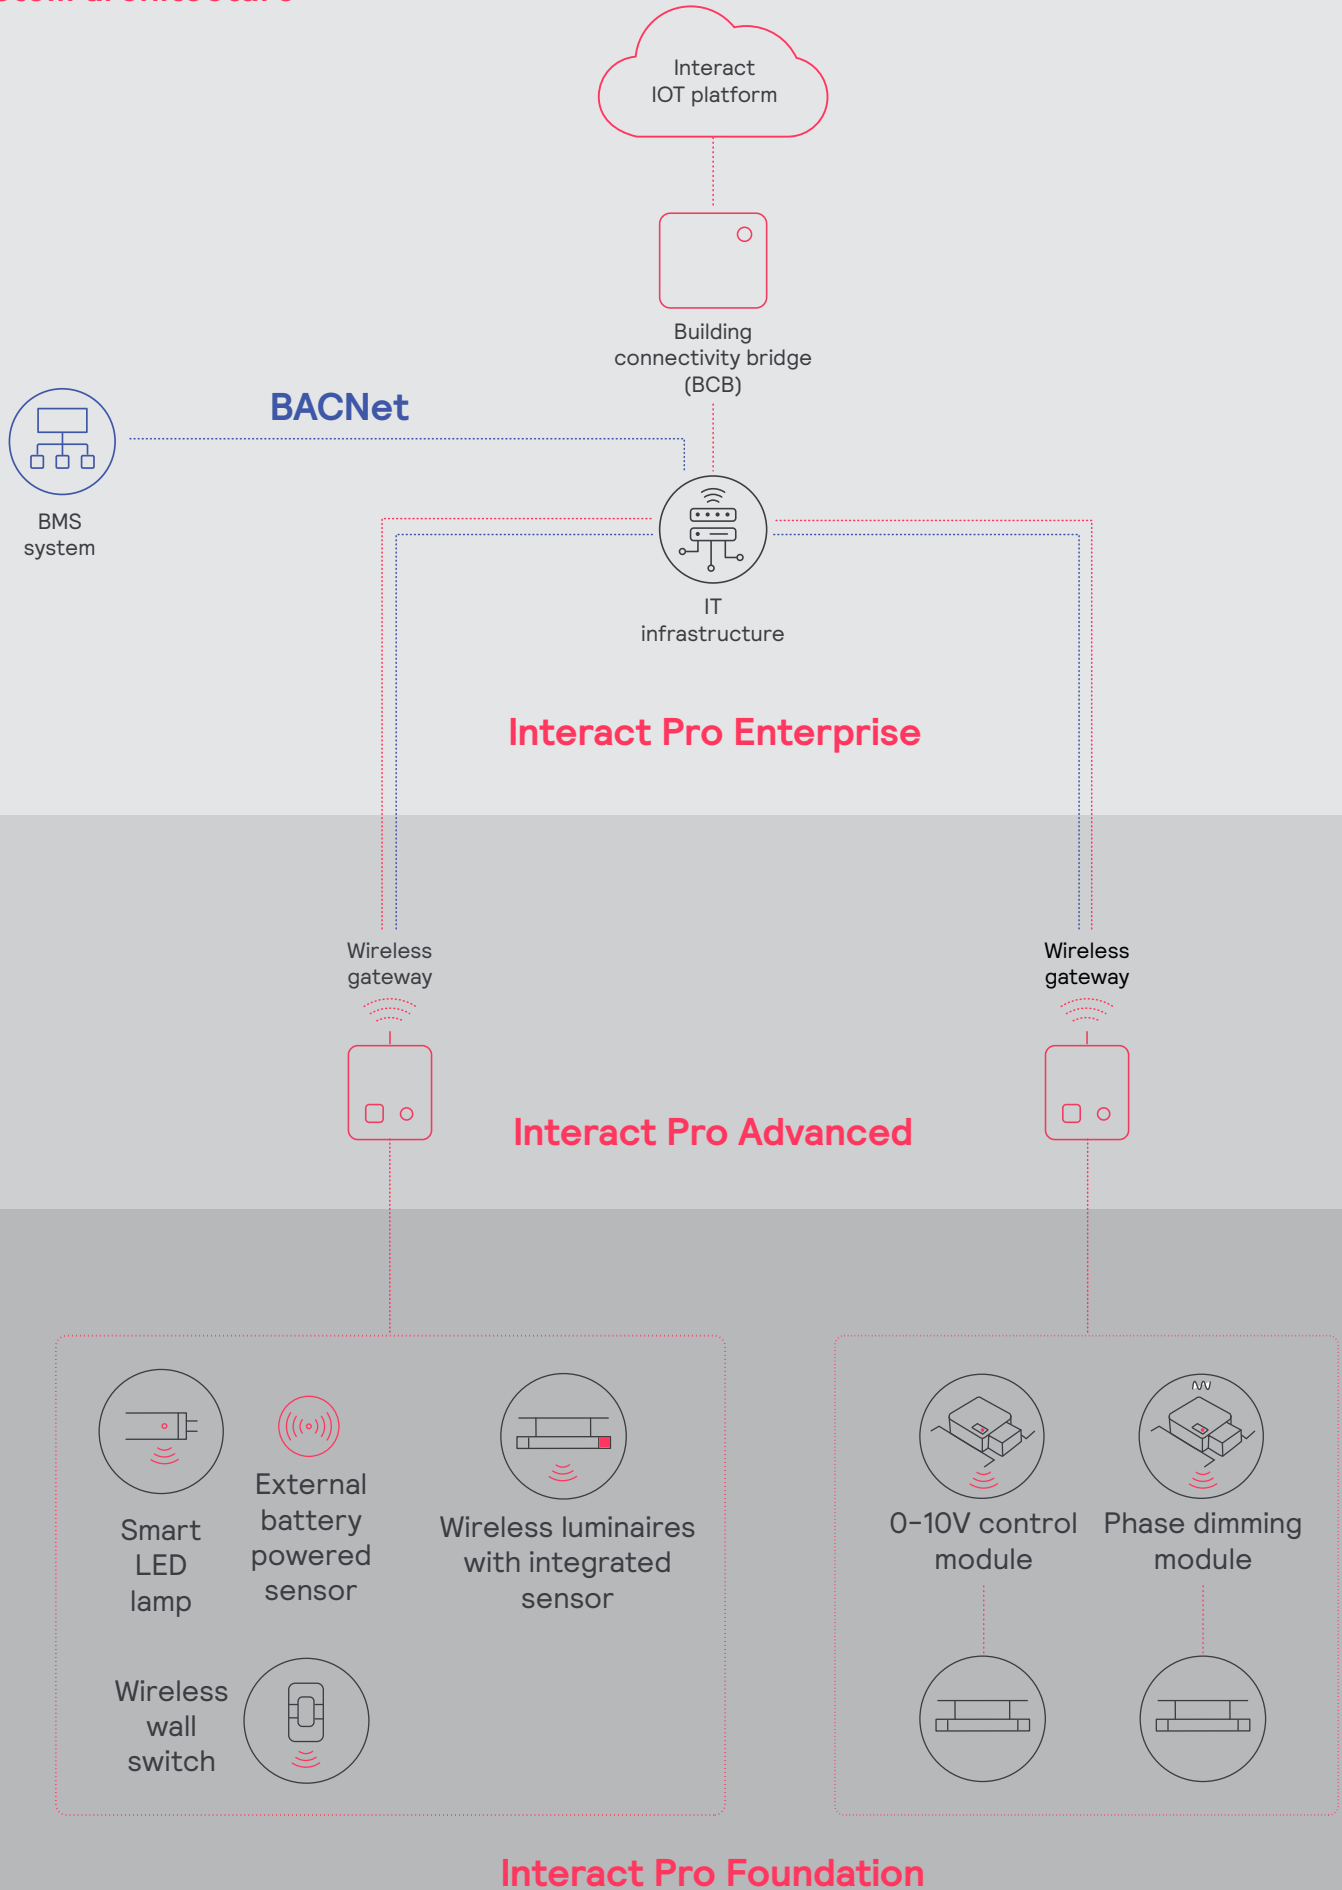 Interact
IOT platform
Building
connectivity bridge
(BCB)
BACNet
BMS
system
IT
infrastructure
Interact Pro Enterprise
Wireless
gateway
Wireless
gateway
Interact Pro Advanced
Smart
LED
lamp
External
battery
powered
sensor
Wireless luminaires
with integrated
sensor
0-10V control
module
Phase dimming
module
Wireless
wall
switch
Interact Pro Foundation